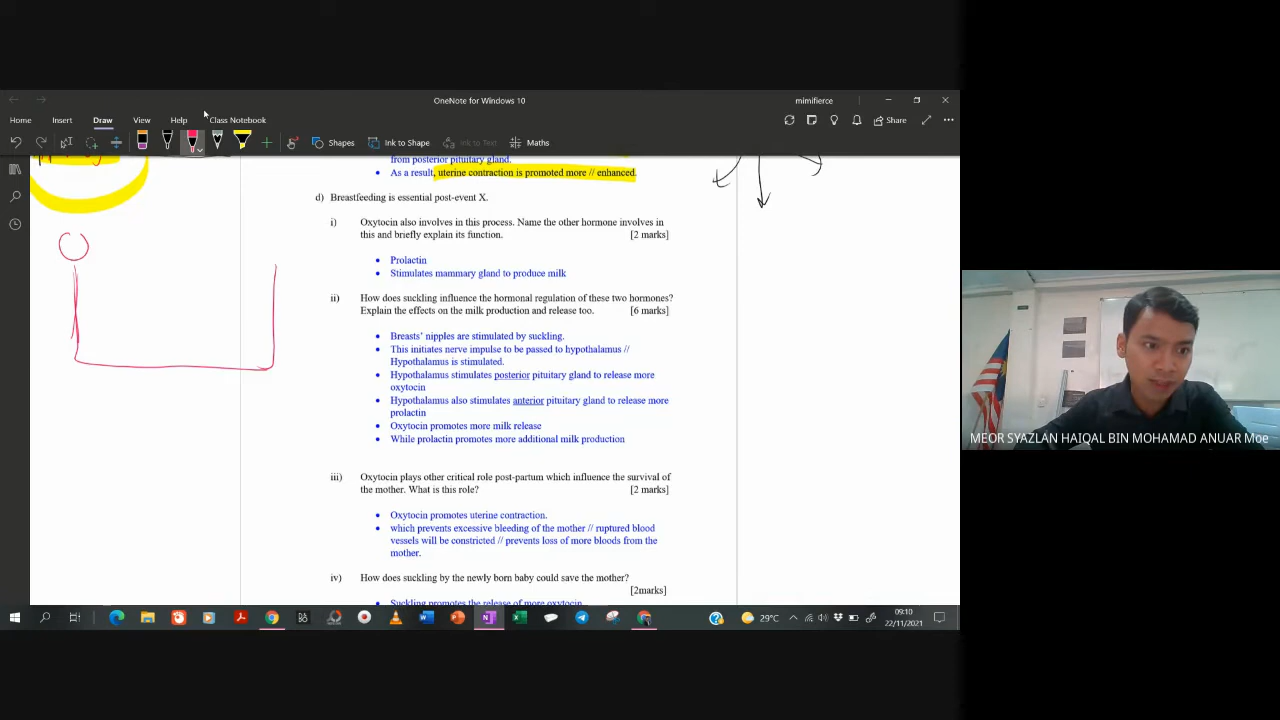 OneNote for Windows 10
mimifierce
Home Insert Draw View Help Class Notebook
Share
Shapes Ink to Shape Ink to Text Maths
from posterior pituitary gland.
As a result, uterine contraction is promoted more // enhanced.
d) Breastfeeding is essential post-event X.
i) Oxytocin also involves in this process. Name the other hormone involves in
this and briefly explain its function. [2 marks]
Prolactin
Stimulates mammary gland to produce milk
ii) How does suckling influence the hormonal regulation of these two hormones?
Explain the effects on the milk production and release too. [6 marks]
Breasts' nipples are stimulated by suckling.
This initiates nerve impulse to be passed to hypothalamus //
Hypothalamus is stimulated.
Hypothalamus stimulates posterior pituitary gland to release more
oxytocin
Hypothalamus also stimulates anterior pituitary gland to release more
prolactin
Oxytocin promotes more milk release
While prolactin promotes more additional milk production
iii) Oxytocin plays other critical role post-partum which influence the survival of
the mother. What is this role? [2 marks]
Oxytocin promotes uterine contraction.
which prevents excessive bleeding of the mother // ruptured blood
vessels will be constricted // prevents loss of more bloods from the
mother.
iv) How does suckling by the newly born baby could save the mother?
[2marks]
Suckling promotes the release of more oxytocin
29°C
09:10
22/11/2021
MEOR SYAZLAN HAIQAL BIN MOHAMAD ANUAR Moe